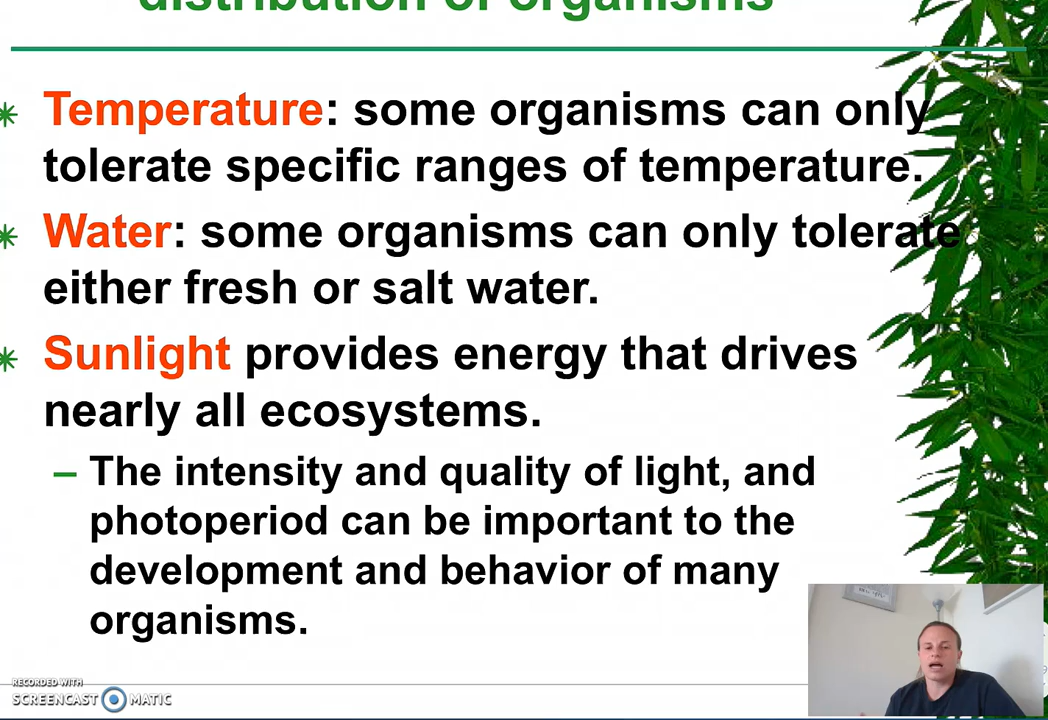 distribution of organisms
Temperature: some organisms can only
tolerate specific ranges of temperature.
Water: some organisms can only tolerate
either fresh or salt water.
Sunlight provides energy that drives
nearly all ecosystems.
– The intensity and quality of light, and
photoperiod can be important to the
development and behavior of many
organisms.
RECORDED WITH
SCREENCAST MATIC